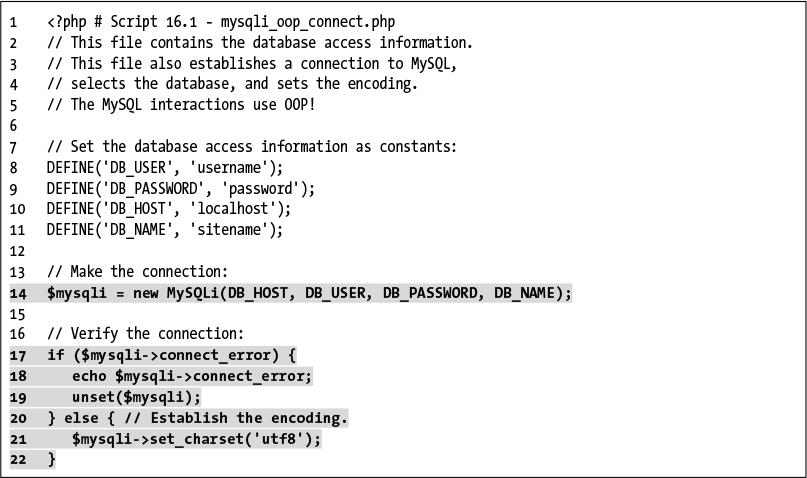 1 <?php # Script 16.1 - mysqli_oop_connect.php
2 // This file contains the database access information.
3 // This file also establishes a connection to MySQL,
4 // selects the database, and sets the encoding.
5 // The MySQL interactions use OOP!
6
7 // Set the database access information as constants:
8 DEFINE('DB_USER', 'username');
9 DEFINE('DB_PASSWORD', 'password');
10 DEFINE('DB_HOST', 'localhost');
11 DEFINE('DB_NAME', 'sitename');
12
13 // Make the connection:
14 $mysqli = new MySQLi(DB_HOST, DB_USER, DB_PASSWORD, DB_NAME);
15
16 // Verify the connection:
17 if ($mysqli->connect_error) {
18    echo $mysqli->connect_error;
19    unset($mysqli);
20 } else { // Establish the encoding.
21    $mysqli->set_charset('utf8');
22 }